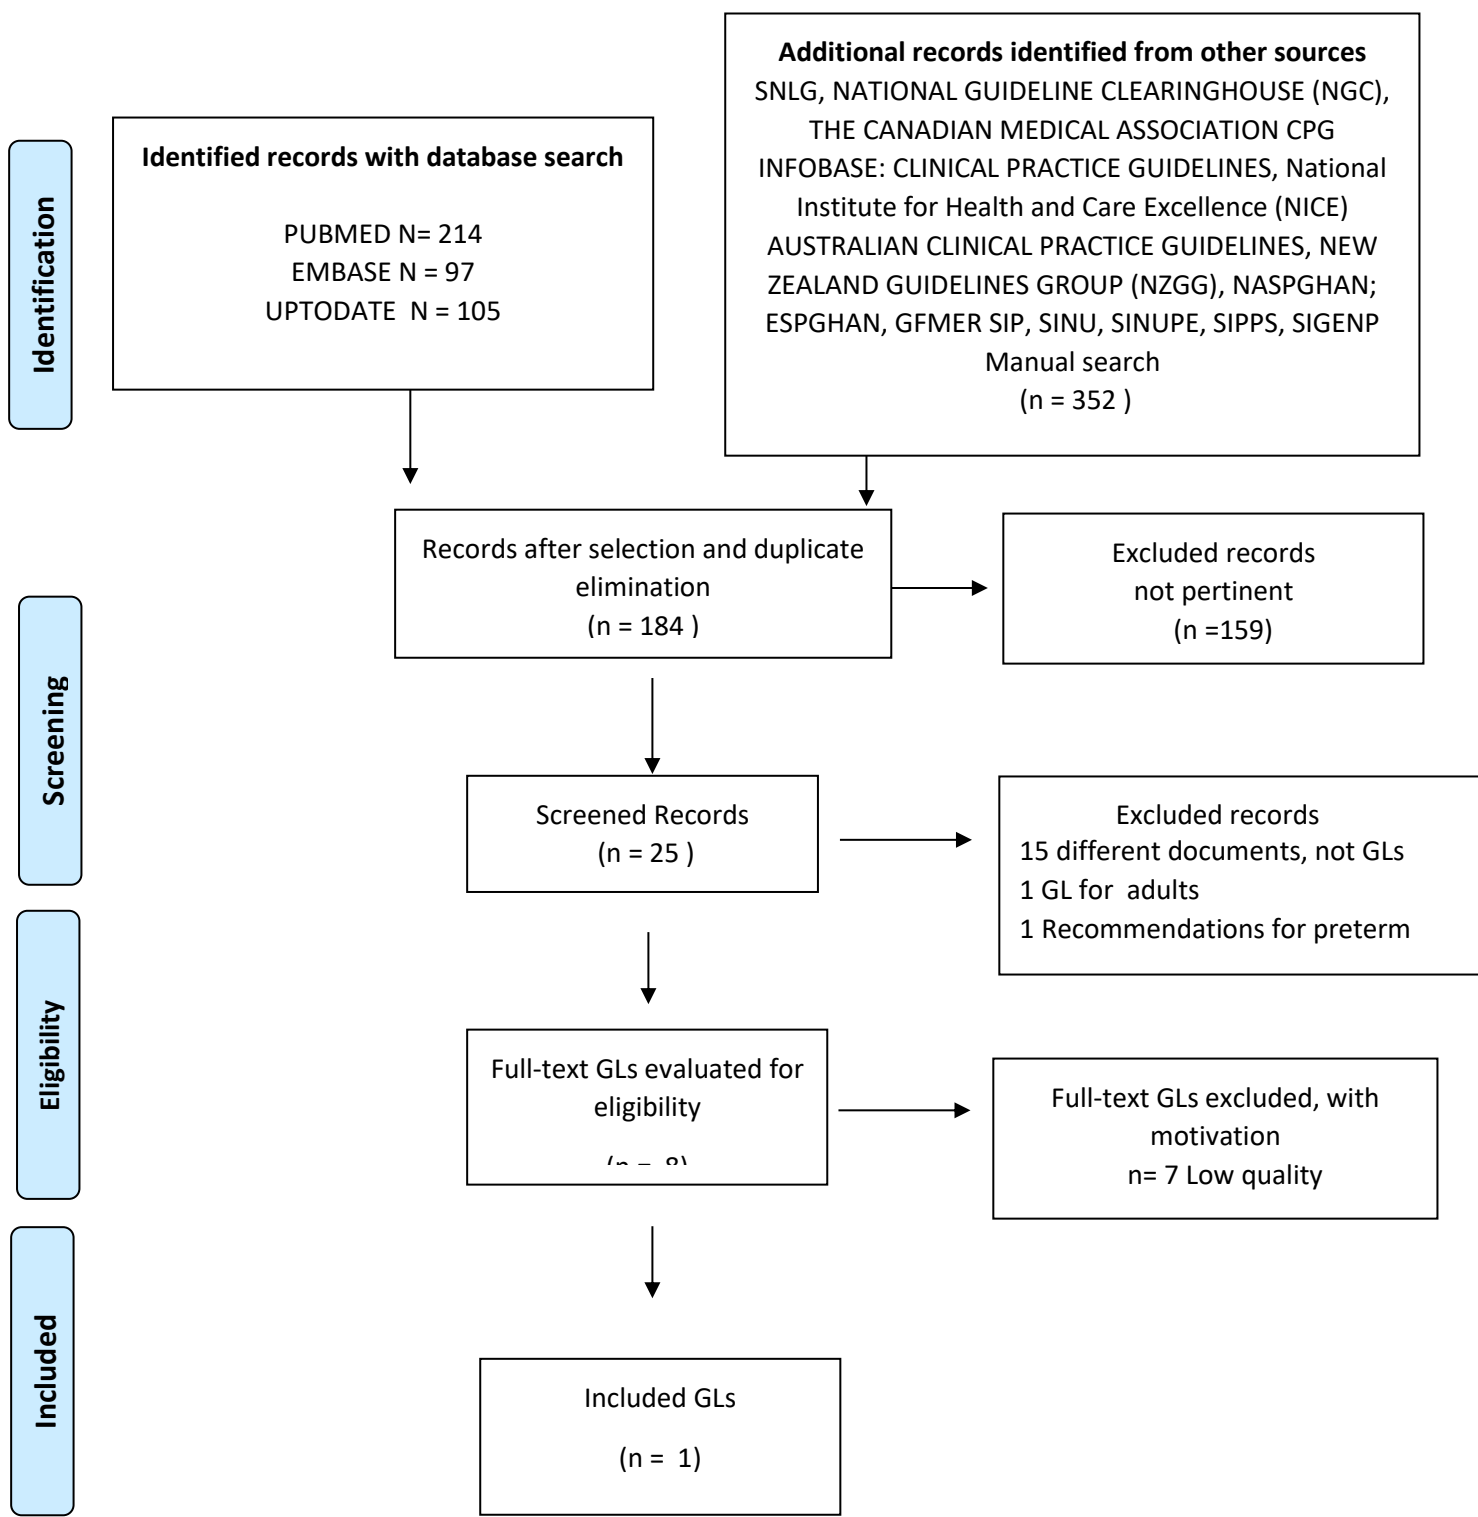 Identification
Identified records with database search
PUBMED N= 214
EMBASE N = 97
UPTODATE N = 105
Additional records identified from other sources
SNLG, NATIONAL GUIDELINE CLEARINGHOUSE (NGC),
THE CANADIAN MEDICAL ASSOCIATION CPG
INFOBASE: CLINICAL PRACTICE GUIDELINES, National
Institute for Health and Care Excellence (NICE)
AUSTRALIAN CLINICAL PRACTICE GUIDELINES, NEW
ZEALAND GUIDELINES GROUP (NZGG), NASPGHAN;
ESPGHAN, GFMER SIP, SINU, SINUPE, SIPPS, SIGENP
Manual search
(n = 352 )
Records after selection and duplicate
elimination
(n = 184 )
Excluded records
not pertinent
(n =159)
Screening
Screened Records
(n = 25 )
Excluded records
15 different documents, not GLs
1 GL for adults
1 Recommendations for preterm
Eligibility
Full-text GLs evaluated for
eligibility
(n = 8)
Full-text GLs excluded, with
motivation
n= 7 Low quality
Included
Included GLs
(n = 1)